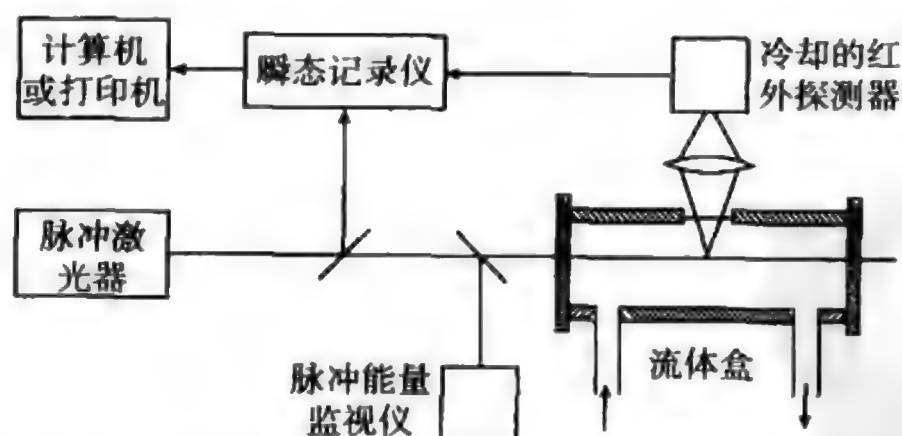 计算机
或打印机
瞬态记录仪
冷却的红
外探测器
脉冲激
光器
脉冲能量
监视仪
流体盒